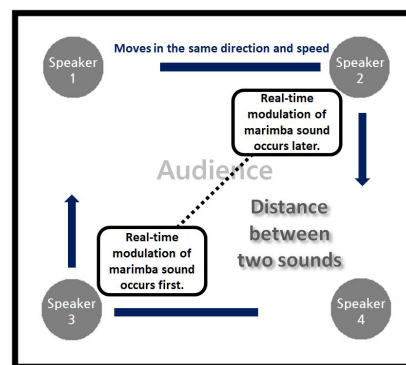 Speaker
1
Moves in the same direction and speed
Speaker
2
Real-time
modulation of
marimba sound
occurs later.
Audience
Distance
between
two sounds
Real-time
modulation of
marimba sound
occurs first.
Speaker
3
Speaker
4